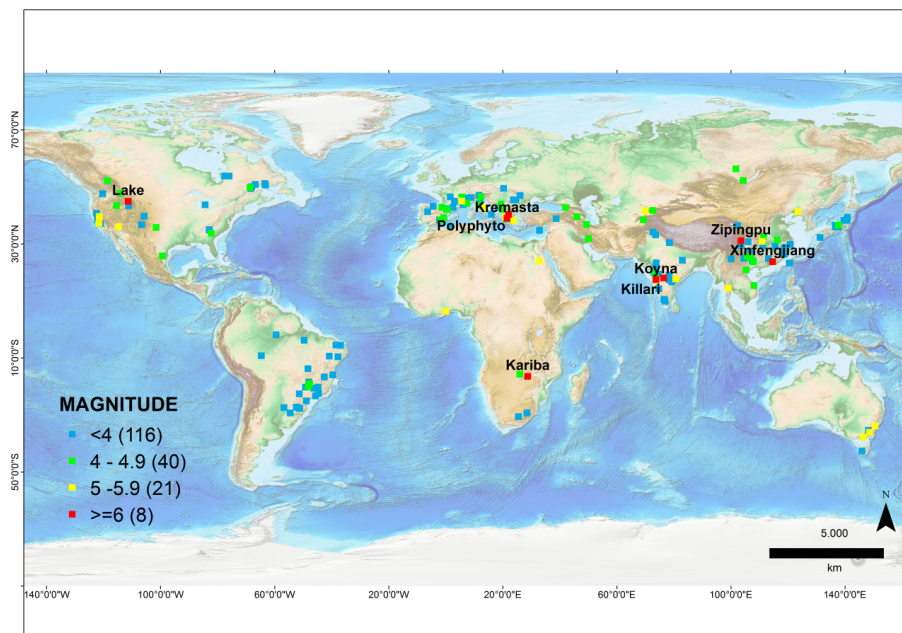 70°0'0"N
Lake
Kremasta
Polyphyto
Zipingpu
30°0'0"N
Xinfengjiang
Koyna
Killari
10°0'0"S
Kariba
MAGNITUDE
<4 (116)
4 - 4.9 (40)
5 -5.9 (21)
>=6 (8)
50°0'0"S
N
5.000
km
140°0'0"W 100°0'0"W 60°0'0"W 20°0'0"W 20°0'0"E 60°0'0"E 100°0'0"E 140°0'0"E